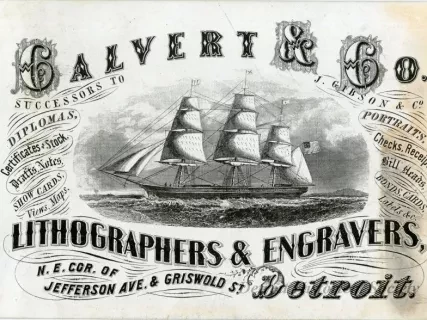 CALVERT & Co.
SUCCESSORS TO J. GIBSON & Co
DIPLOMAS,
Certificates of Stock,
Drafts, Notes,
SHOW CARDS,
Views, Maps,
PORTRAITS,
Checks, Receipts
Bill Heads,
BONDS, CARDS,
Labels &c.
LITHOGRAPHERS & ENGRAVERS,
N. E. COR. OF
JEFFERSON AVE. & GRISWOLD ST.
Detroit.